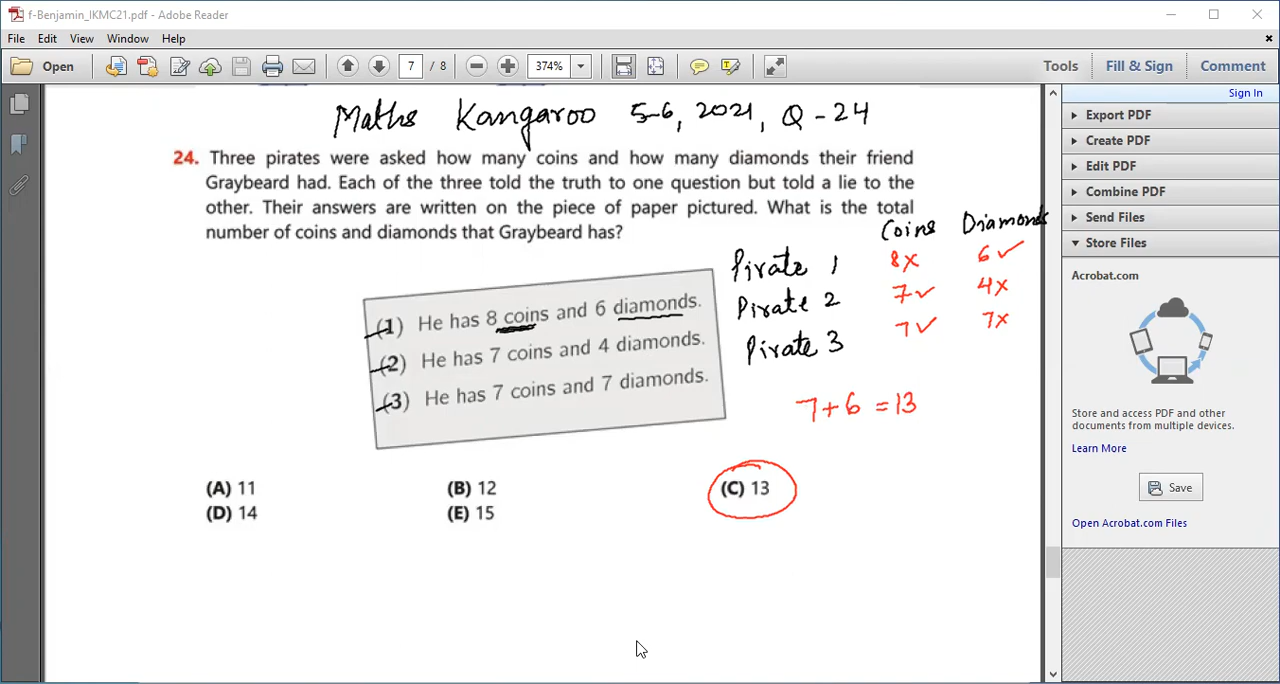 f-Benjamin_IKMC21.pdf - Adobe Reader
File Edit View Window Help
Open 7 / 8 374% Tools Fill & Sign Comment
Sign In
Export PDF
Create PDF
Edit PDF
Combine PDF
Send Files
Store Files
Acrobat.com
Store and access PDF and other
documents from multiple devices.
Learn More
Save
Open Acrobat.com Files
Maths Kangaroo 5-6, 2021, Q - 24
24. Three pirates were asked how many coins and how many diamonds their friend
Graybeard had. Each of the three told the truth to one question but told a lie to the
other. Their answers are written on the piece of paper pictured. What is the total
number of coins and diamonds that Graybeard has?
Coins Diamonds
Pirate 1 8× 6✓
Pirate 2 7✓ 4×
Pirate 3 7✓ 7×
(1) He has 8 coins and 6 diamonds.
(2) He has 7 coins and 4 diamonds.
(3) He has 7 coins and 7 diamonds.
7+6 =13
(A) 11 (B) 12 (C) 13
(D) 14 (E) 15